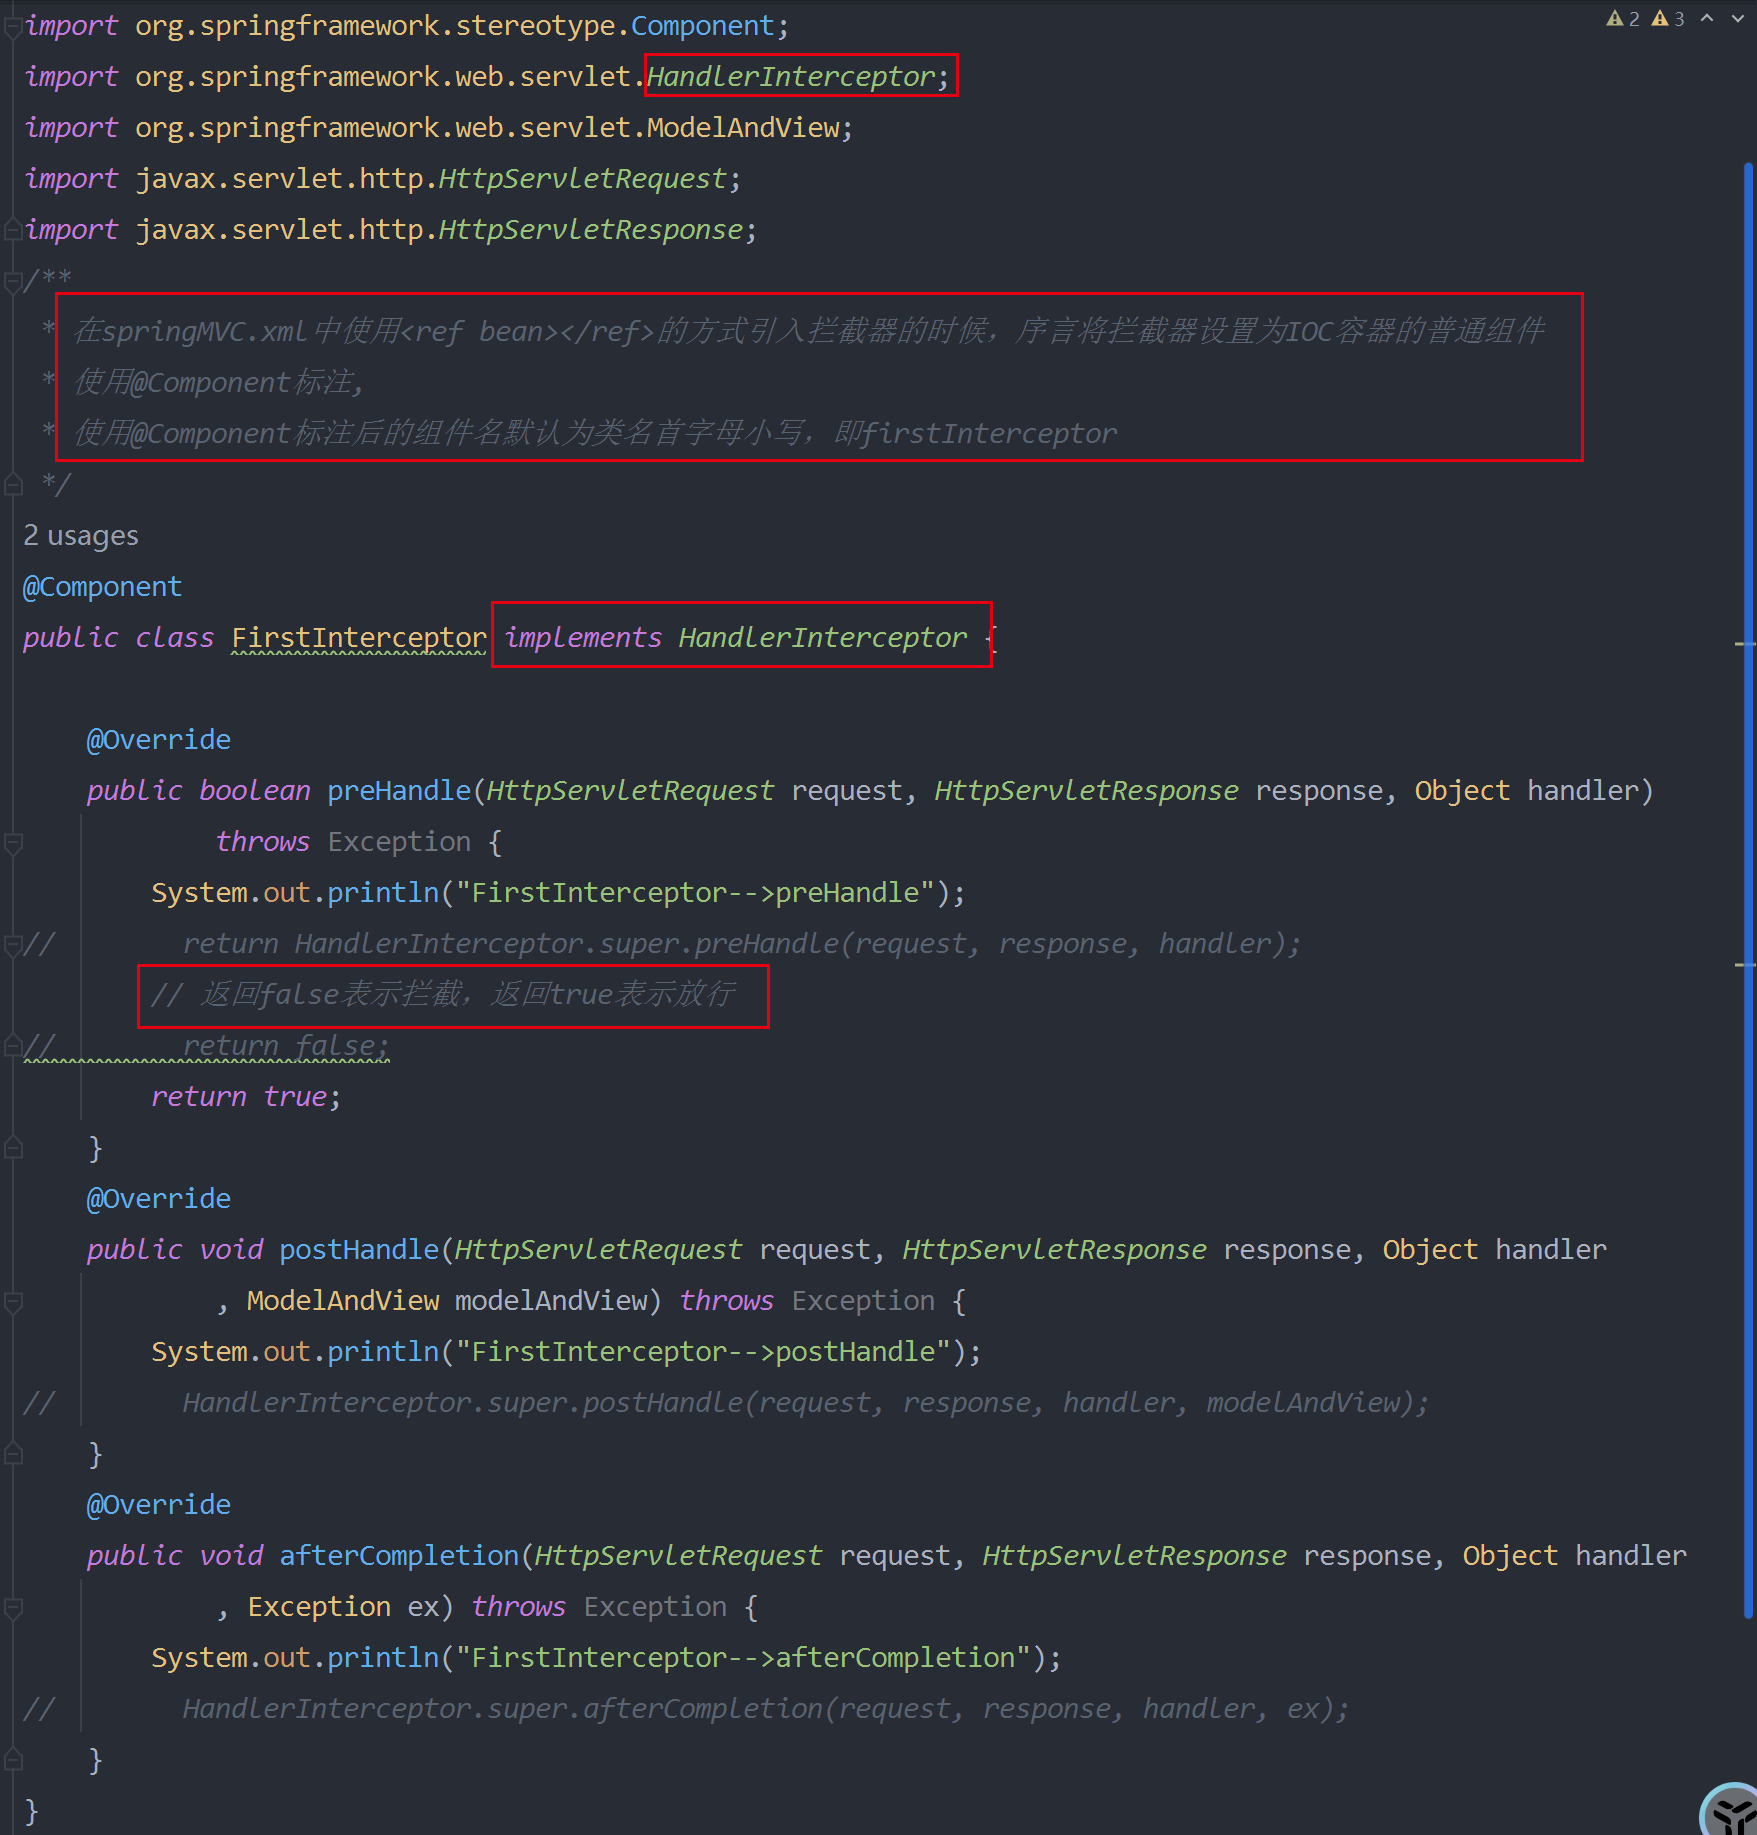 import org.springframework.stereotype.Component;
2 3
import org.springframework.web.servlet.HandlerInterceptor;
import org.springframework.web.servlet.ModelAndView;
import javax.servlet.http.HttpServletRequest;
import javax.servlet.http.HttpServletResponse;
/**
 * 在springMVC.xml中使用<ref bean></ref>的方式引入拦截器的时候，序言将拦截器设置为IOC容器的普通组件
 * 使用@Component标注,
 * 使用@Component标注后的组件名默认为类名首字母小写，即firstInterceptor
 */
2 usages
@Component
public class FirstInterceptor implements HandlerInterceptor {
    @Override
    public boolean preHandle(HttpServletRequest request, HttpServletResponse response, Object handler)
            throws Exception {
        System.out.println("FirstInterceptor-->preHandle");
//        return HandlerInterceptor.super.preHandle(request, response, handler);
        // 返回false表示拦截，返回true表示放行
//        return false;
        return true;
    }
    @Override
    public void postHandle(HttpServletRequest request, HttpServletResponse response, Object handler
            , ModelAndView modelAndView) throws Exception {
        System.out.println("FirstInterceptor-->postHandle");
//        HandlerInterceptor.super.postHandle(request, response, handler, modelAndView);
    }
    @Override
    public void afterCompletion(HttpServletRequest request, HttpServletResponse response, Object handler
            , Exception ex) throws Exception {
        System.out.println("FirstInterceptor-->afterCompletion");
//        HandlerInterceptor.super.afterCompletion(request, response, handler, ex);
    }
}